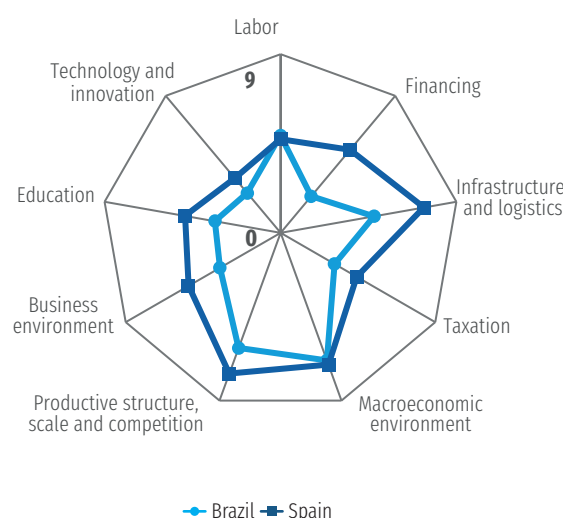 Labor
9
Technology and
innovation
Financing
Education
Infrastructure
and logistics
0
Business
environment
Taxation
Productive structure,
scale and competition
Macroeconomic
environment
Brazil
Spain